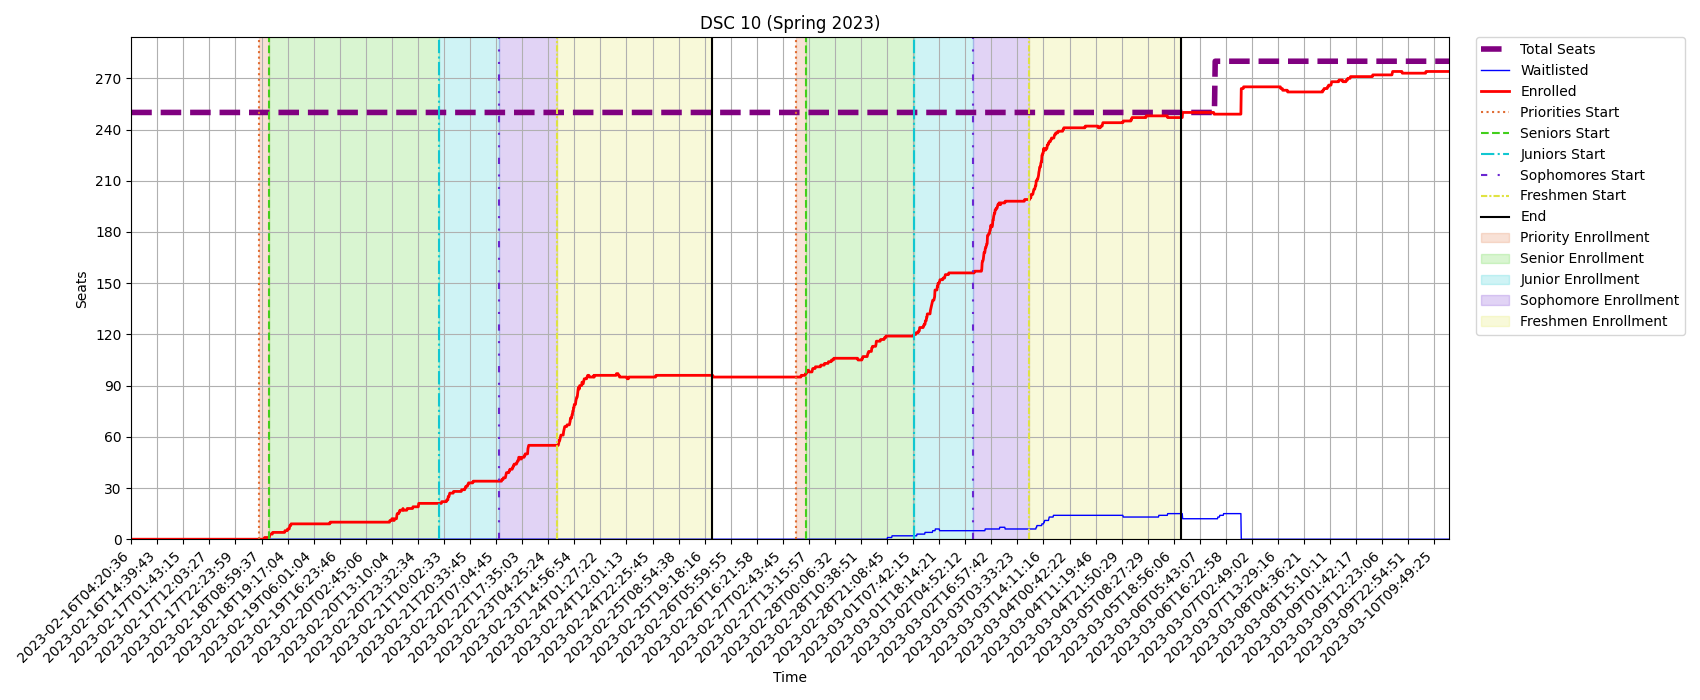 DSC 10 (Spring 2023)
Seats
270
240
210
180
150
120
90
60
30
0
2023-02-16T04:20:36
2023-02-16T14:39:43
2023-02-17T01:43:15
2023-02-17T12:03:27
2023-02-17T22:23:59
2023-02-18T08:59:37
2023-02-18T19:17:04
2023-02-19T06:01:04
2023-02-19T16:23:46
2023-02-20T02:45:06
2023-02-20T13:10:04
2023-02-20T23:32:34
2023-02-21T10:02:33
2023-02-21T20:33:45
2023-02-22T07:04:45
2023-02-22T17:35:03
2023-02-23T04:25:24
2023-02-23T14:56:54
2023-02-24T01:27:22
2023-02-24T12:01:13
2023-02-24T22:25:45
2023-02-25T08:54:38
2023-02-25T19:18:16
2023-02-26T05:59:55
2023-02-26T16:21:58
2023-02-27T02:43:45
2023-02-27T13:15:57
2023-02-28T00:06:32
2023-02-28T10:38:51
2023-02-28T21:08:45
2023-03-01T07:42:15
2023-03-01T18:14:21
2023-03-02T04:52:12
2023-03-02T16:57:42
2023-03-03T03:33:23
2023-03-03T14:11:16
2023-03-04T00:42:22
2023-03-04T11:19:46
2023-03-04T21:50:29
2023-03-05T08:27:29
2023-03-05T18:56:06
2023-03-06T05:43:07
2023-03-06T16:22:58
2023-03-07T02:49:02
2023-03-07T13:29:16
2023-03-08T04:36:21
2023-03-08T15:10:11
2023-03-09T01:42:17
2023-03-09T12:23:06
2023-03-09T22:54:51
2023-03-10T09:49:25
Time
Total Seats
Waitlisted
Enrolled
Priorities Start
Seniors Start
Juniors Start
Sophomores Start
Freshmen Start
End
Priority Enrollment
Senior Enrollment
Junior Enrollment
Sophomore Enrollment
Freshmen Enrollment